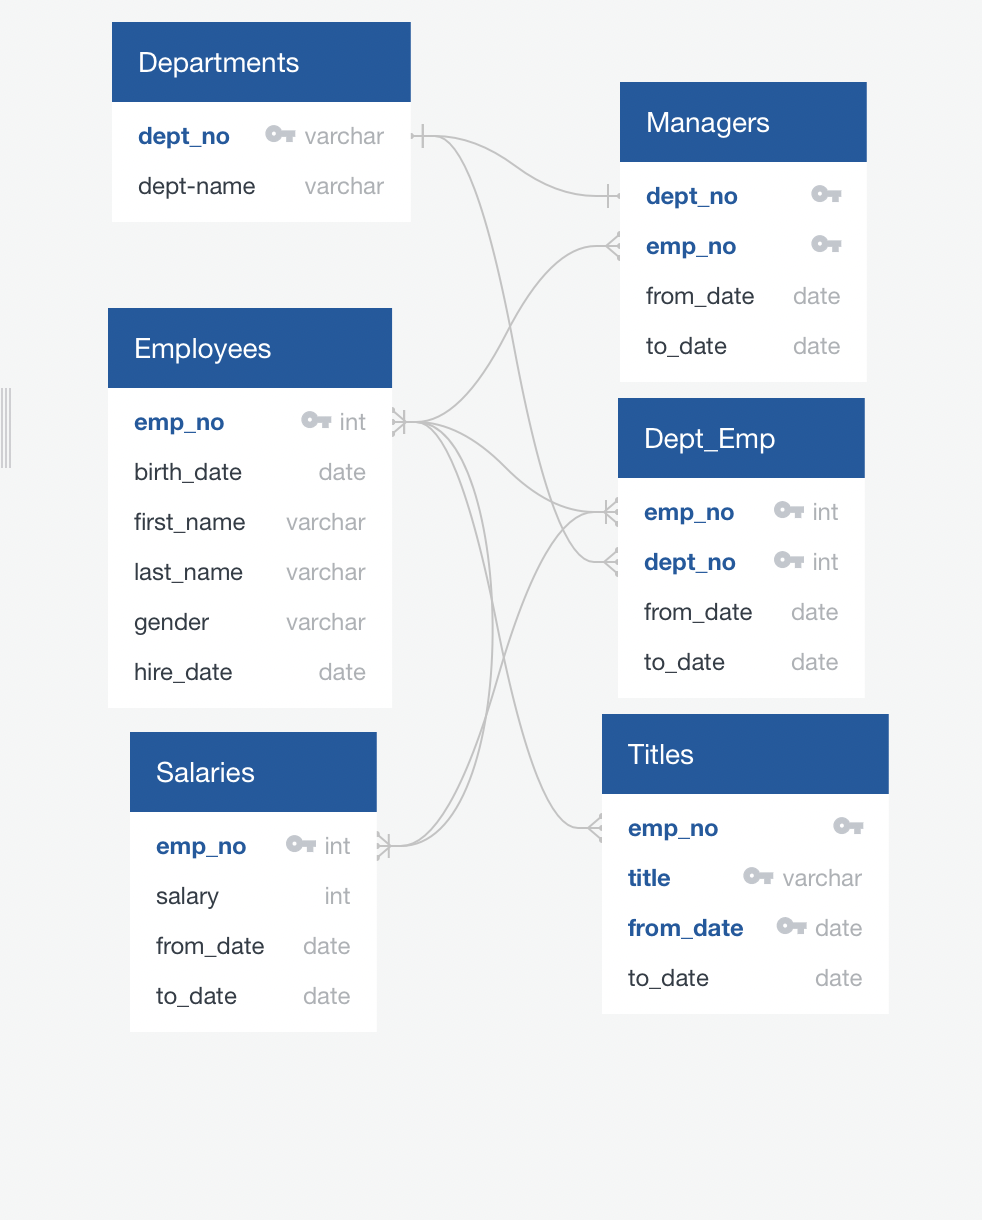 Departments
dept_no varchar
dept-name varchar
Managers
dept_no
emp_no
from_date date
to_date date
Employees
emp_no int
birth_date date
first_name varchar
last_name varchar
gender varchar
hire_date date
Dept_Emp
emp_no int
dept_no int
from_date date
to_date date
Salaries
emp_no int
salary int
from_date date
to_date date
Titles
emp_no
title varchar
from_date date
to_date date